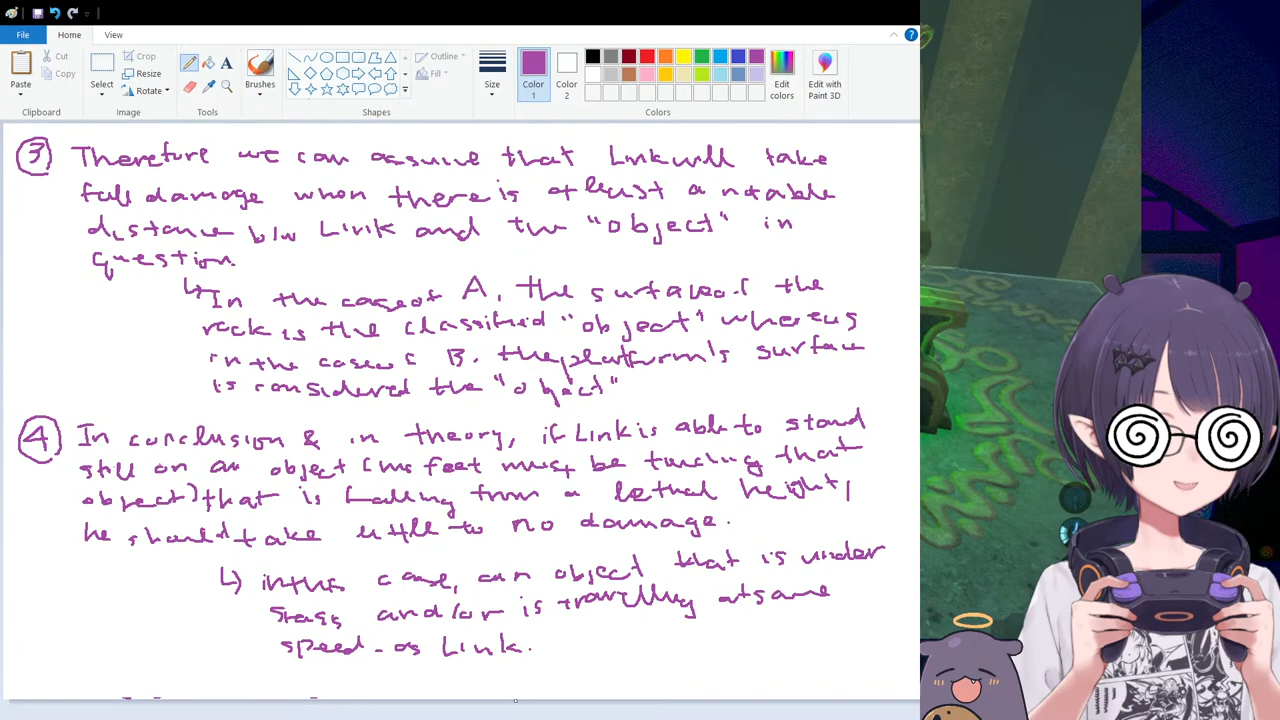 File Home View
Paste
Cut
Copy
Clipboard
Select
Crop
Resize
Rotate
Image
Tools
Brushes
Shapes
Outline
Fill
Size
Color 1
Color 2
Edit colors
Edit with Paint 3D
Colors
3 Therefore we can assume that Link will take
fall damage when there is at least a notable
distance b/w Link and the "object" in
question.
↳ In the case of A, the surface of the
rock is the classified "object" whereas
in the case of B. the platform's surface
is considered the "object"
4 In conclusion & in theory, if Link is able to stand
still on an object (his feet must be touching that
object) that is falling from a lethal height,
he should take little to no damage.
↳ in this case, an object that is under
stasis and/or is travelling at same
speed as Link.